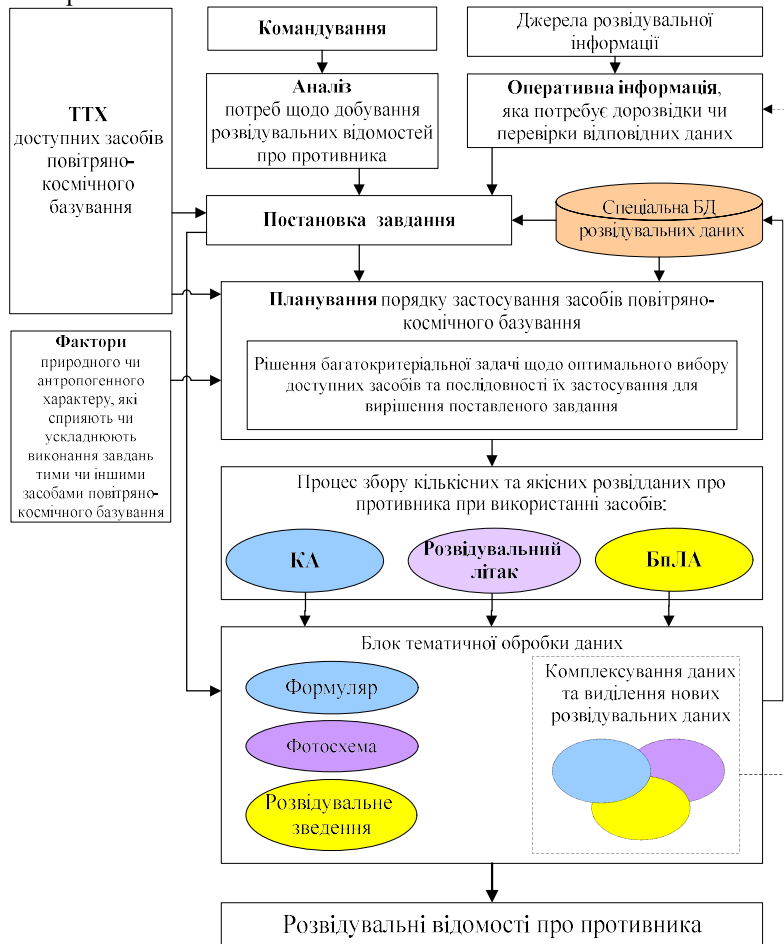 Командування
Джерела розвідувальної
інформації
ТТХ
доступних засобів
повітряно-
космічного
базування
Аналіз
потреб щодо добування
розвідувальних відомостей
про противника
Оперативна інформація,
яка потребує дорозвідки чи
перевірки відповідних даних
Постановка завдання
Спеціальна БД
розвідувальних даних
Планування порядку застосування засобів повітряно-
космічного базування
Рішення багатокритеріальної задачі щодо оптимального вибору
доступних засобів та послідовності їх застосування для
вирішення поставленого завдання
Фактори
природного чи
антропогенного
характеру, які
сприяють чи
ускладнюють
виконання завдань
тими чи іншими
засобами повітряно-
космічного базування
Процес збору кількісних та якісних розвідданих про
противника при використанні засобів:
КА
Розвідувальний
літак
БпЛА
Блок тематичної обробки даних
Формуляр
Фотосхема
Розвідувальне
зведення
Комплексування даних
та виділення нових
розвідувальних даних
Розвідувальні відомості про противника